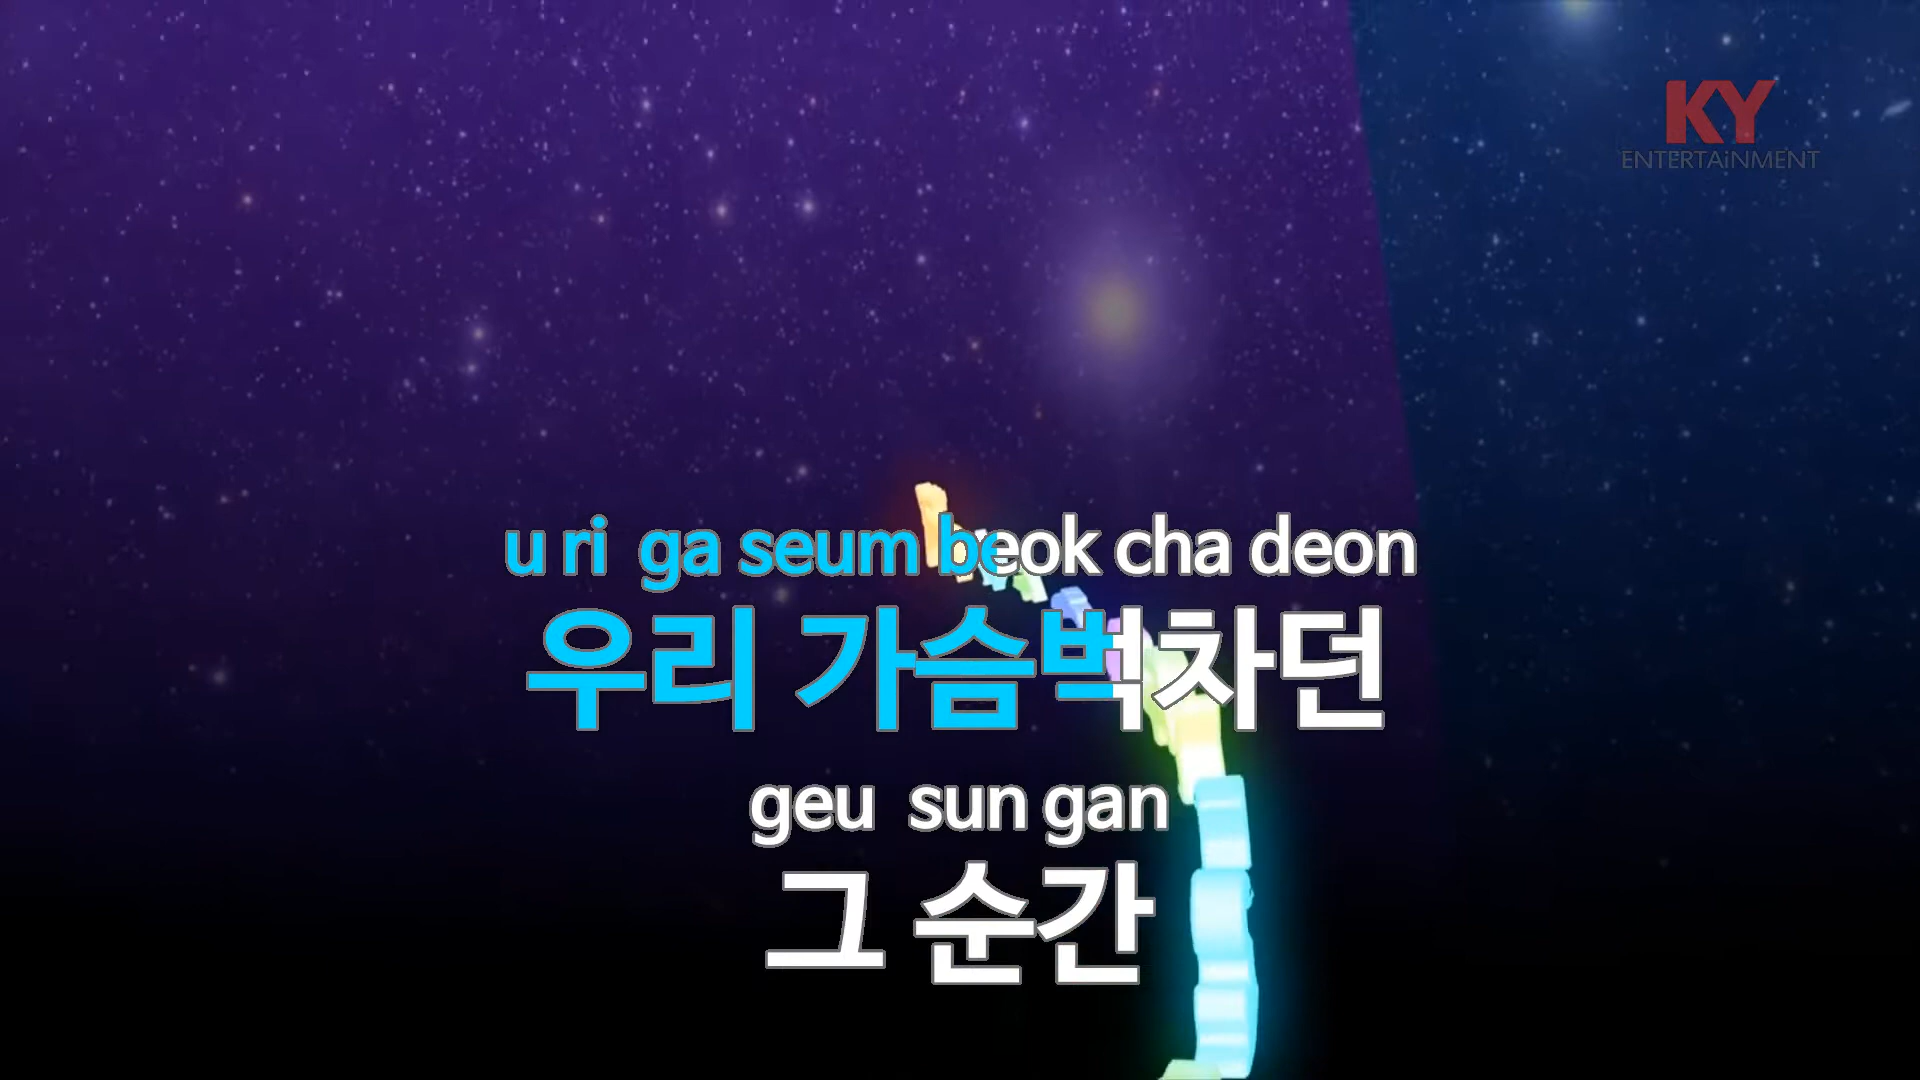 KY
ENTERTAiNMENT
u ri ga seum beok cha deon
우리 가슴벅차던
geu sun gan
그 순간